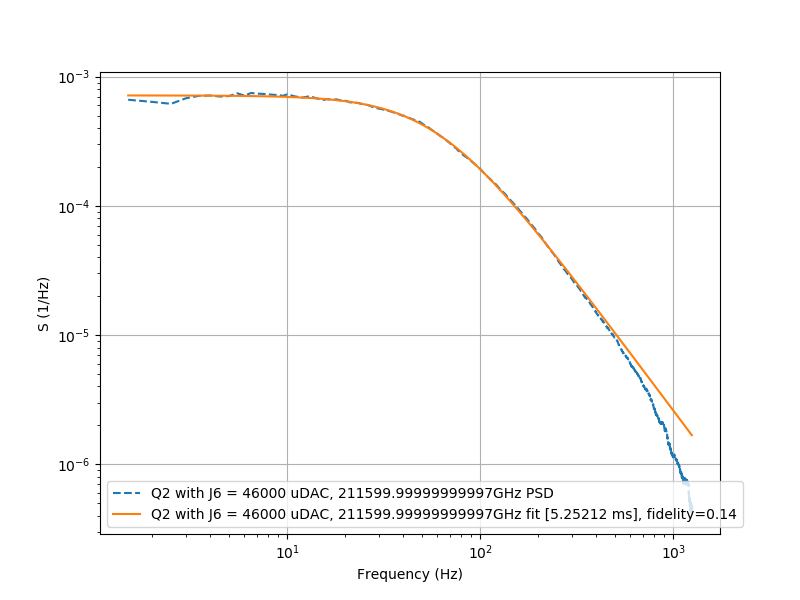 10⁻³
10⁻⁴
10⁻⁵
10⁻⁶
S (1/Hz)
Q2 with J6 = 46000 uDAC, 211599.99999999997GHz PSD
Q2 with J6 = 46000 uDAC, 211599.99999999997GHz fit [5.25212 ms], fidelity=0.14
10¹ 10² 10³
Frequency (Hz)